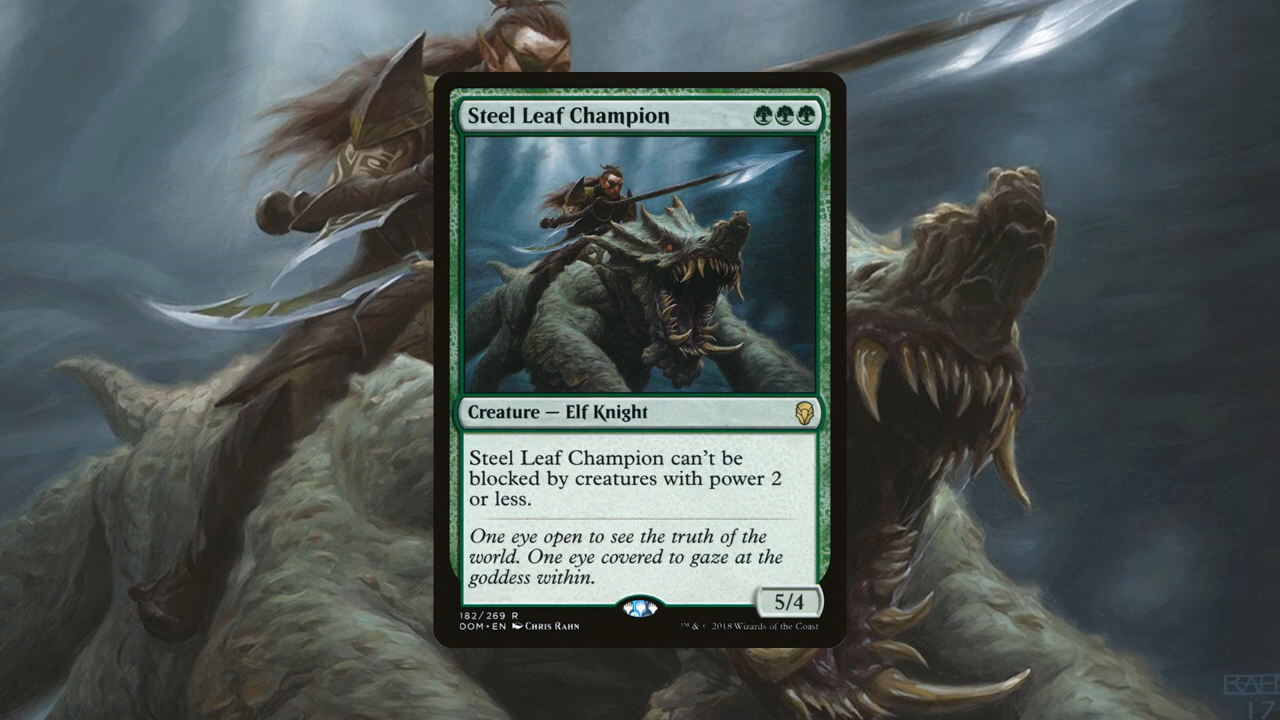 Steel Leaf Champion
Creature — Elf Knight
Steel Leaf Champion can't be
blocked by creatures with power 2
or less.
One eye open to see the truth of the
world. One eye covered to gaze at the
goddess within.
5/4
182/269 R
DOM • EN Chris Rahn
™ & © 2018 Wizards of the Coast
17